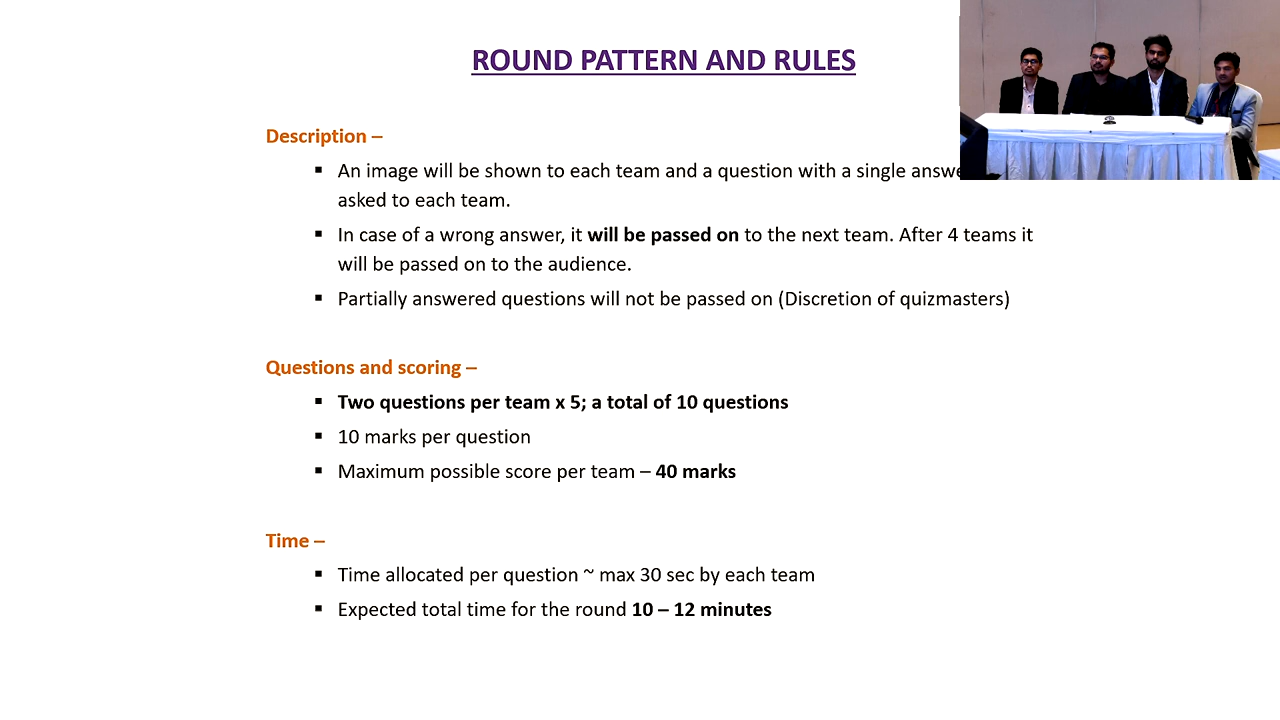 ROUND PATTERN AND RULES
Description –
▪ An image will be shown to each team and a question with a single
asked to each team.
▪ In case of a wrong answer, it will be passed on to the next team. After 4 teams it
will be passed on to the audience.
▪ Partially answered questions will not be passed on (Discretion of quizmasters)
Questions and scoring –
▪ Two questions per team x 5; a total of 10 questions
▪ 10 marks per question
▪ Maximum possible score per team – 40 marks
Time –
▪ Time allocated per question ~ max 30 sec by each team
▪ Expected total time for the round 10 – 12 minutes